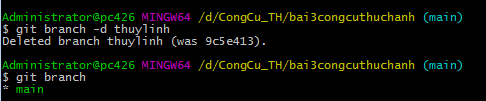 Administrator@pc426 MINGW64 /d/CongCu_TH/bai3congcuthuchanh (main)
$ git branch -d thuylinh
Deleted branch thuylinh (was 9c5e413).
Administrator@pc426 MINGW64 /d/CongCu_TH/bai3congcuthuchanh (main)
$ git branch
* main